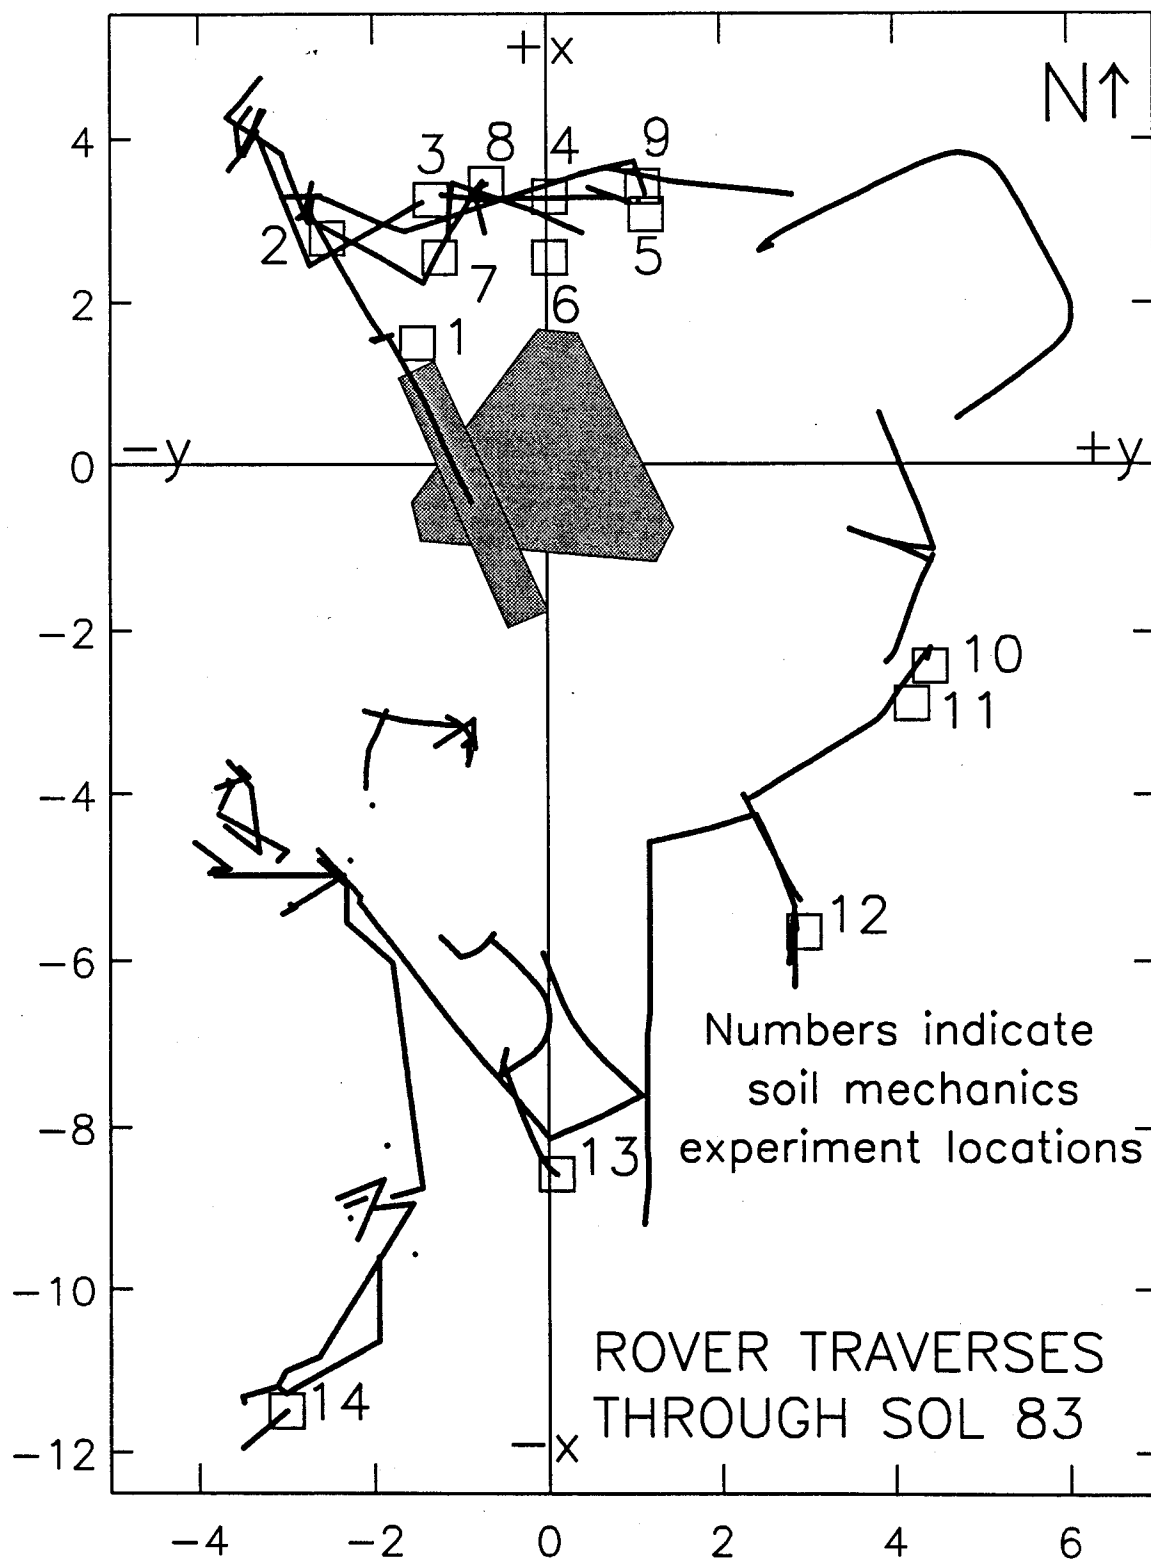 +x
N↑
4
3
8
4
9
2
5
7
2
6
1
−y
+y
0
−2
10
11
−4
12
−6
Numbers indicate
soil mechanics
experiment locations
−8
13
−10
ROVER TRAVERSES
THROUGH SOL 83
14
−12
−x
−4 −2 0 2 4 6